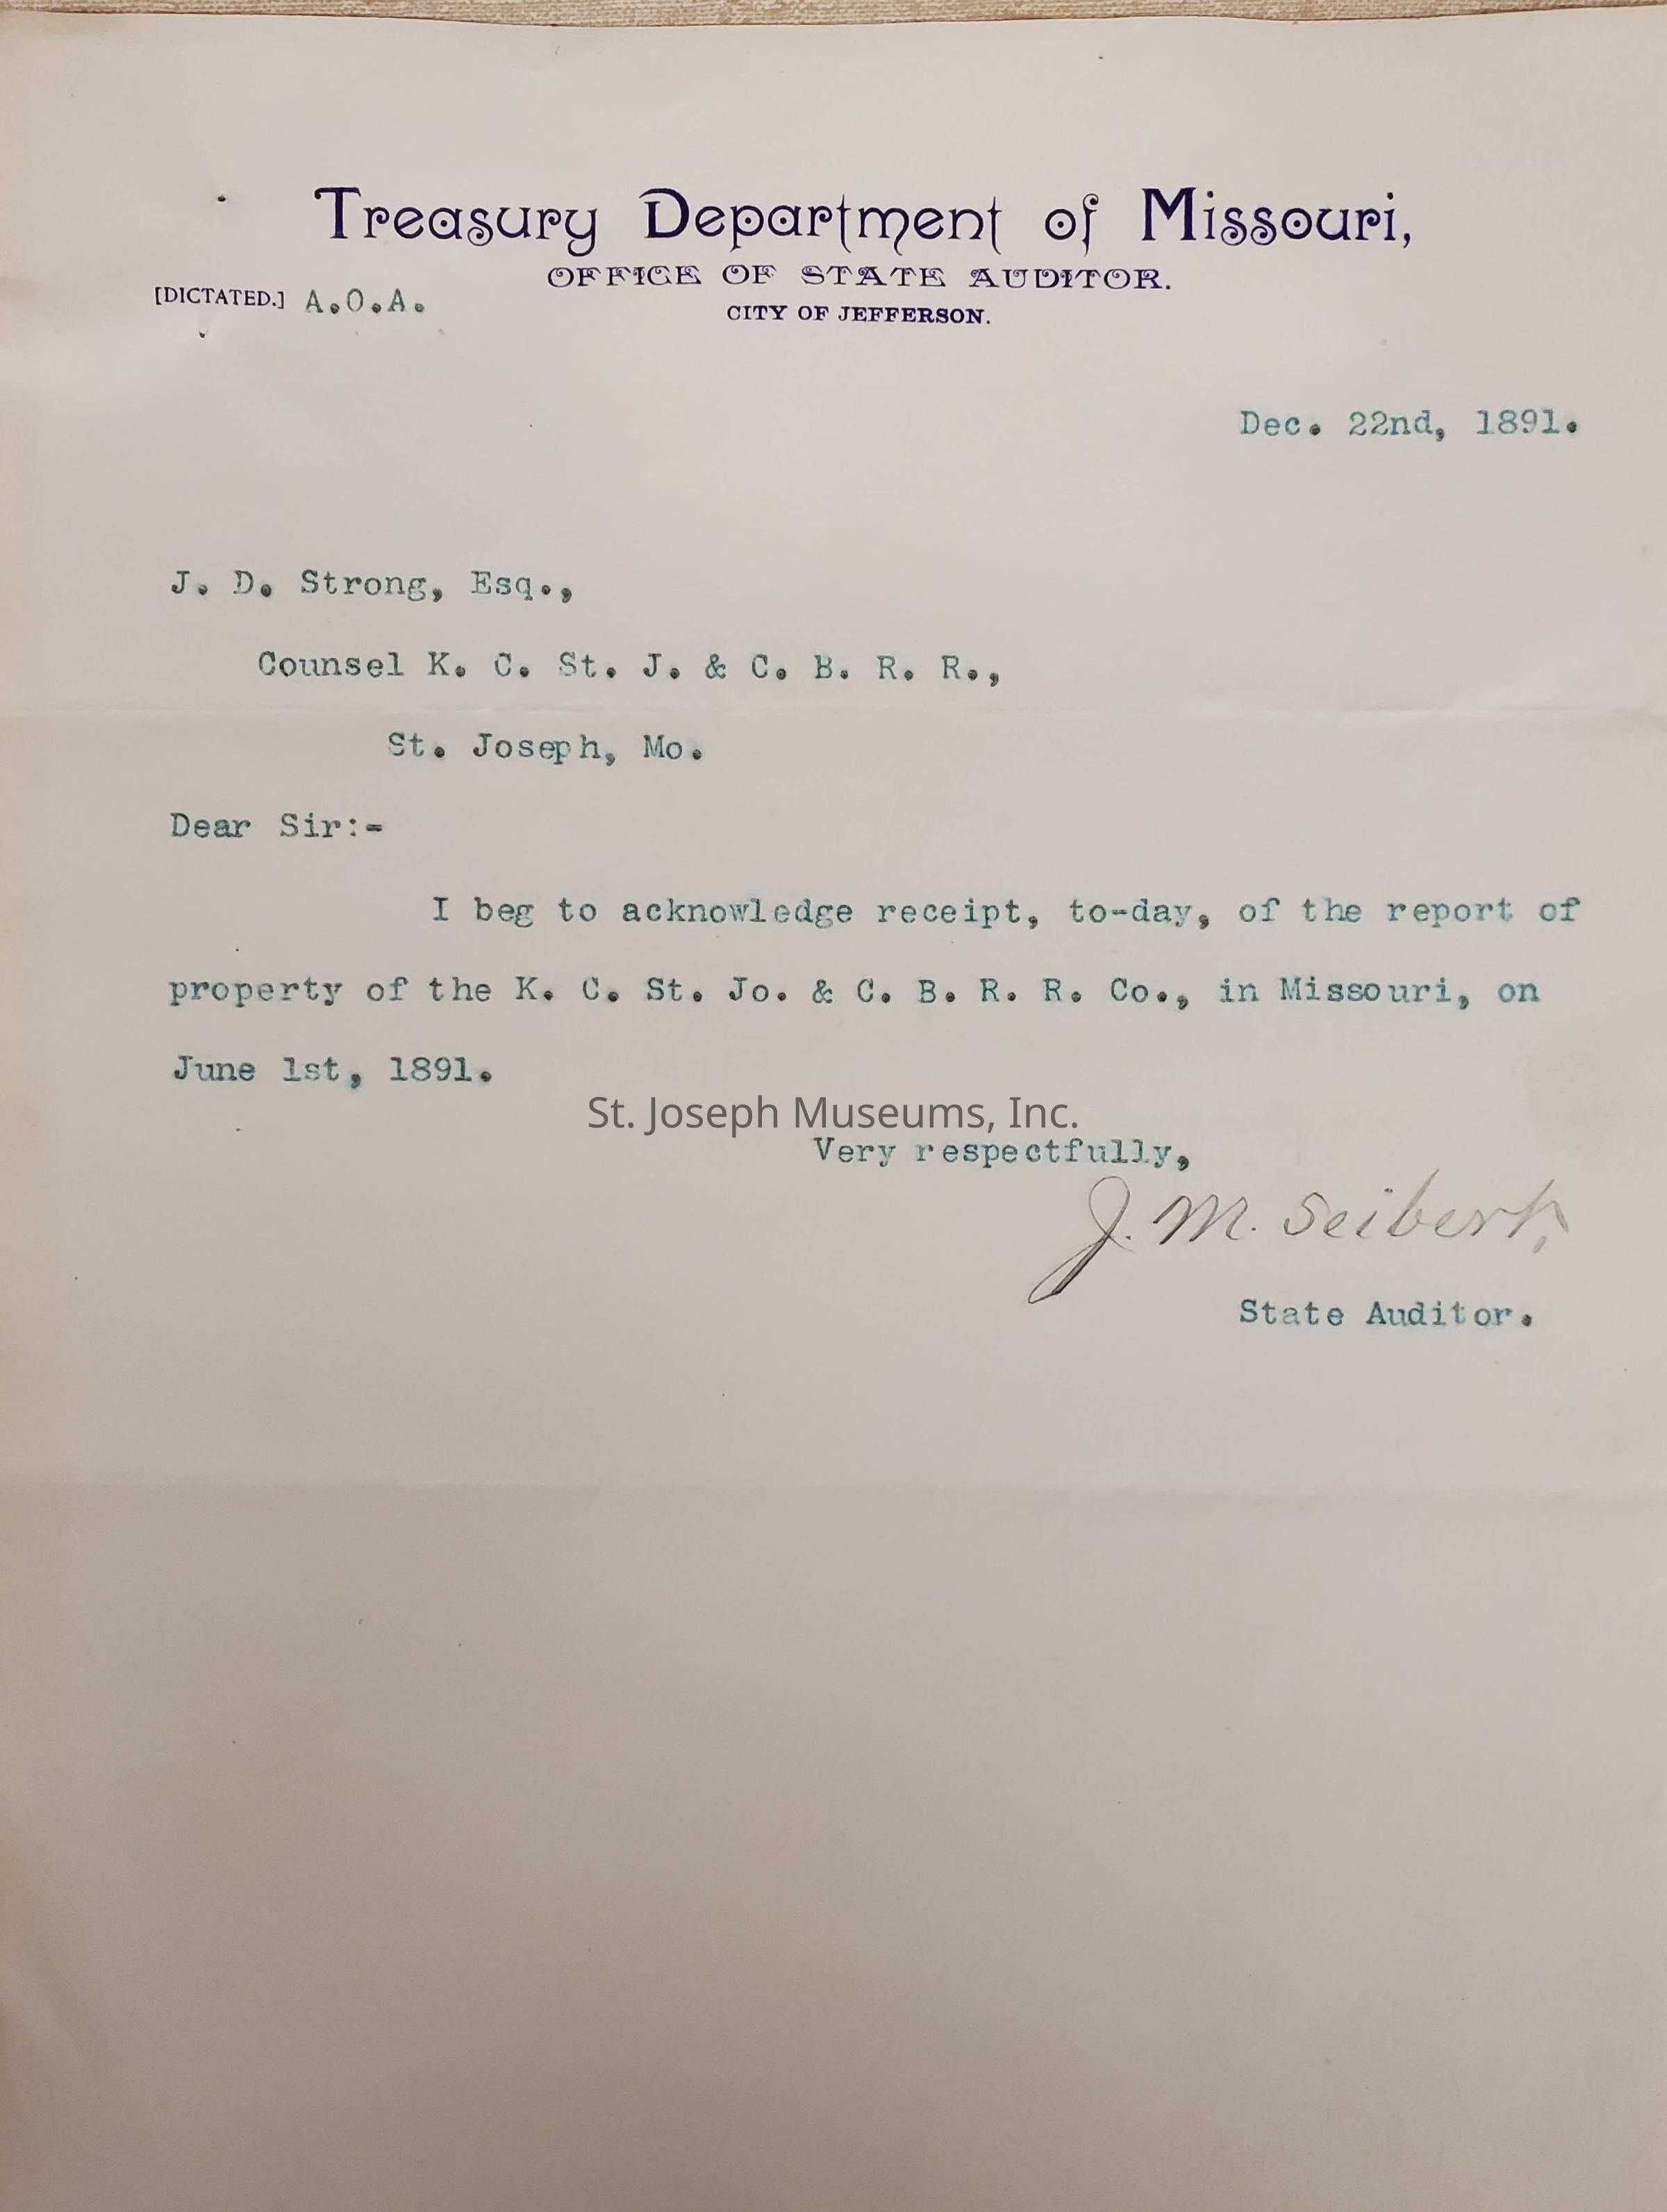 Treasury Department of Missouri,
OFFICE OF STATE AUDITOR.
[DICTATED.] A.O.A.
CITY OF JEFFERSON.
Dec. 22nd, 1891.
J. D. Strong, Esq.,
Counsel K. C. St. J. & C. B. R. R.,
St. Joseph, Mo.
Dear Sir:-
I beg to acknowledge receipt, to-day, of the report of
property of the K. C. St. Jo. & C. B. R. R. Co., in Missouri, on
June 1st, 1891.
St. Joseph Museums, Inc.
Very respectfully,
J. M. Seibert,
State Auditor.